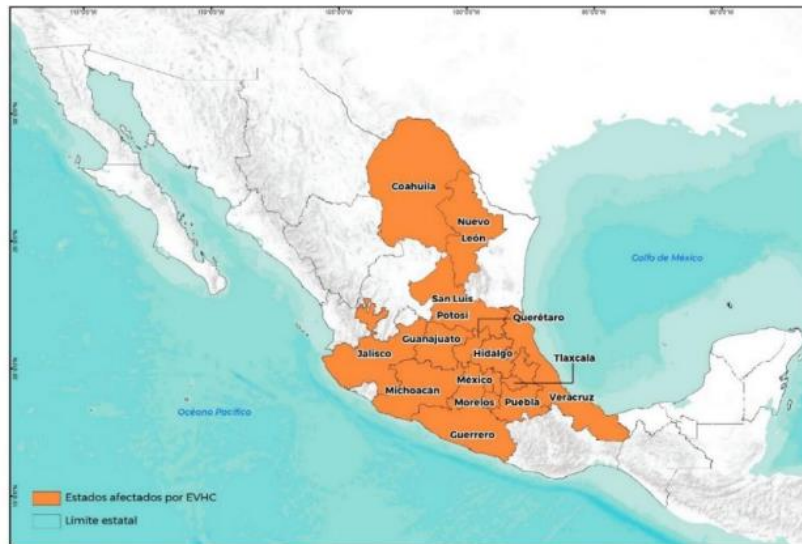 Coahuila
Nuevo
León
Golfo de México
San Luis
Potosí
Querétaro
Guanajuato
Jalisco
Hidalgo
Tlaxcala
México
Michoacán
Morelos
Puebla
Veracruz
Océano Pacífico
Guerrero
Estados afectados por EVHC
Límite estatal